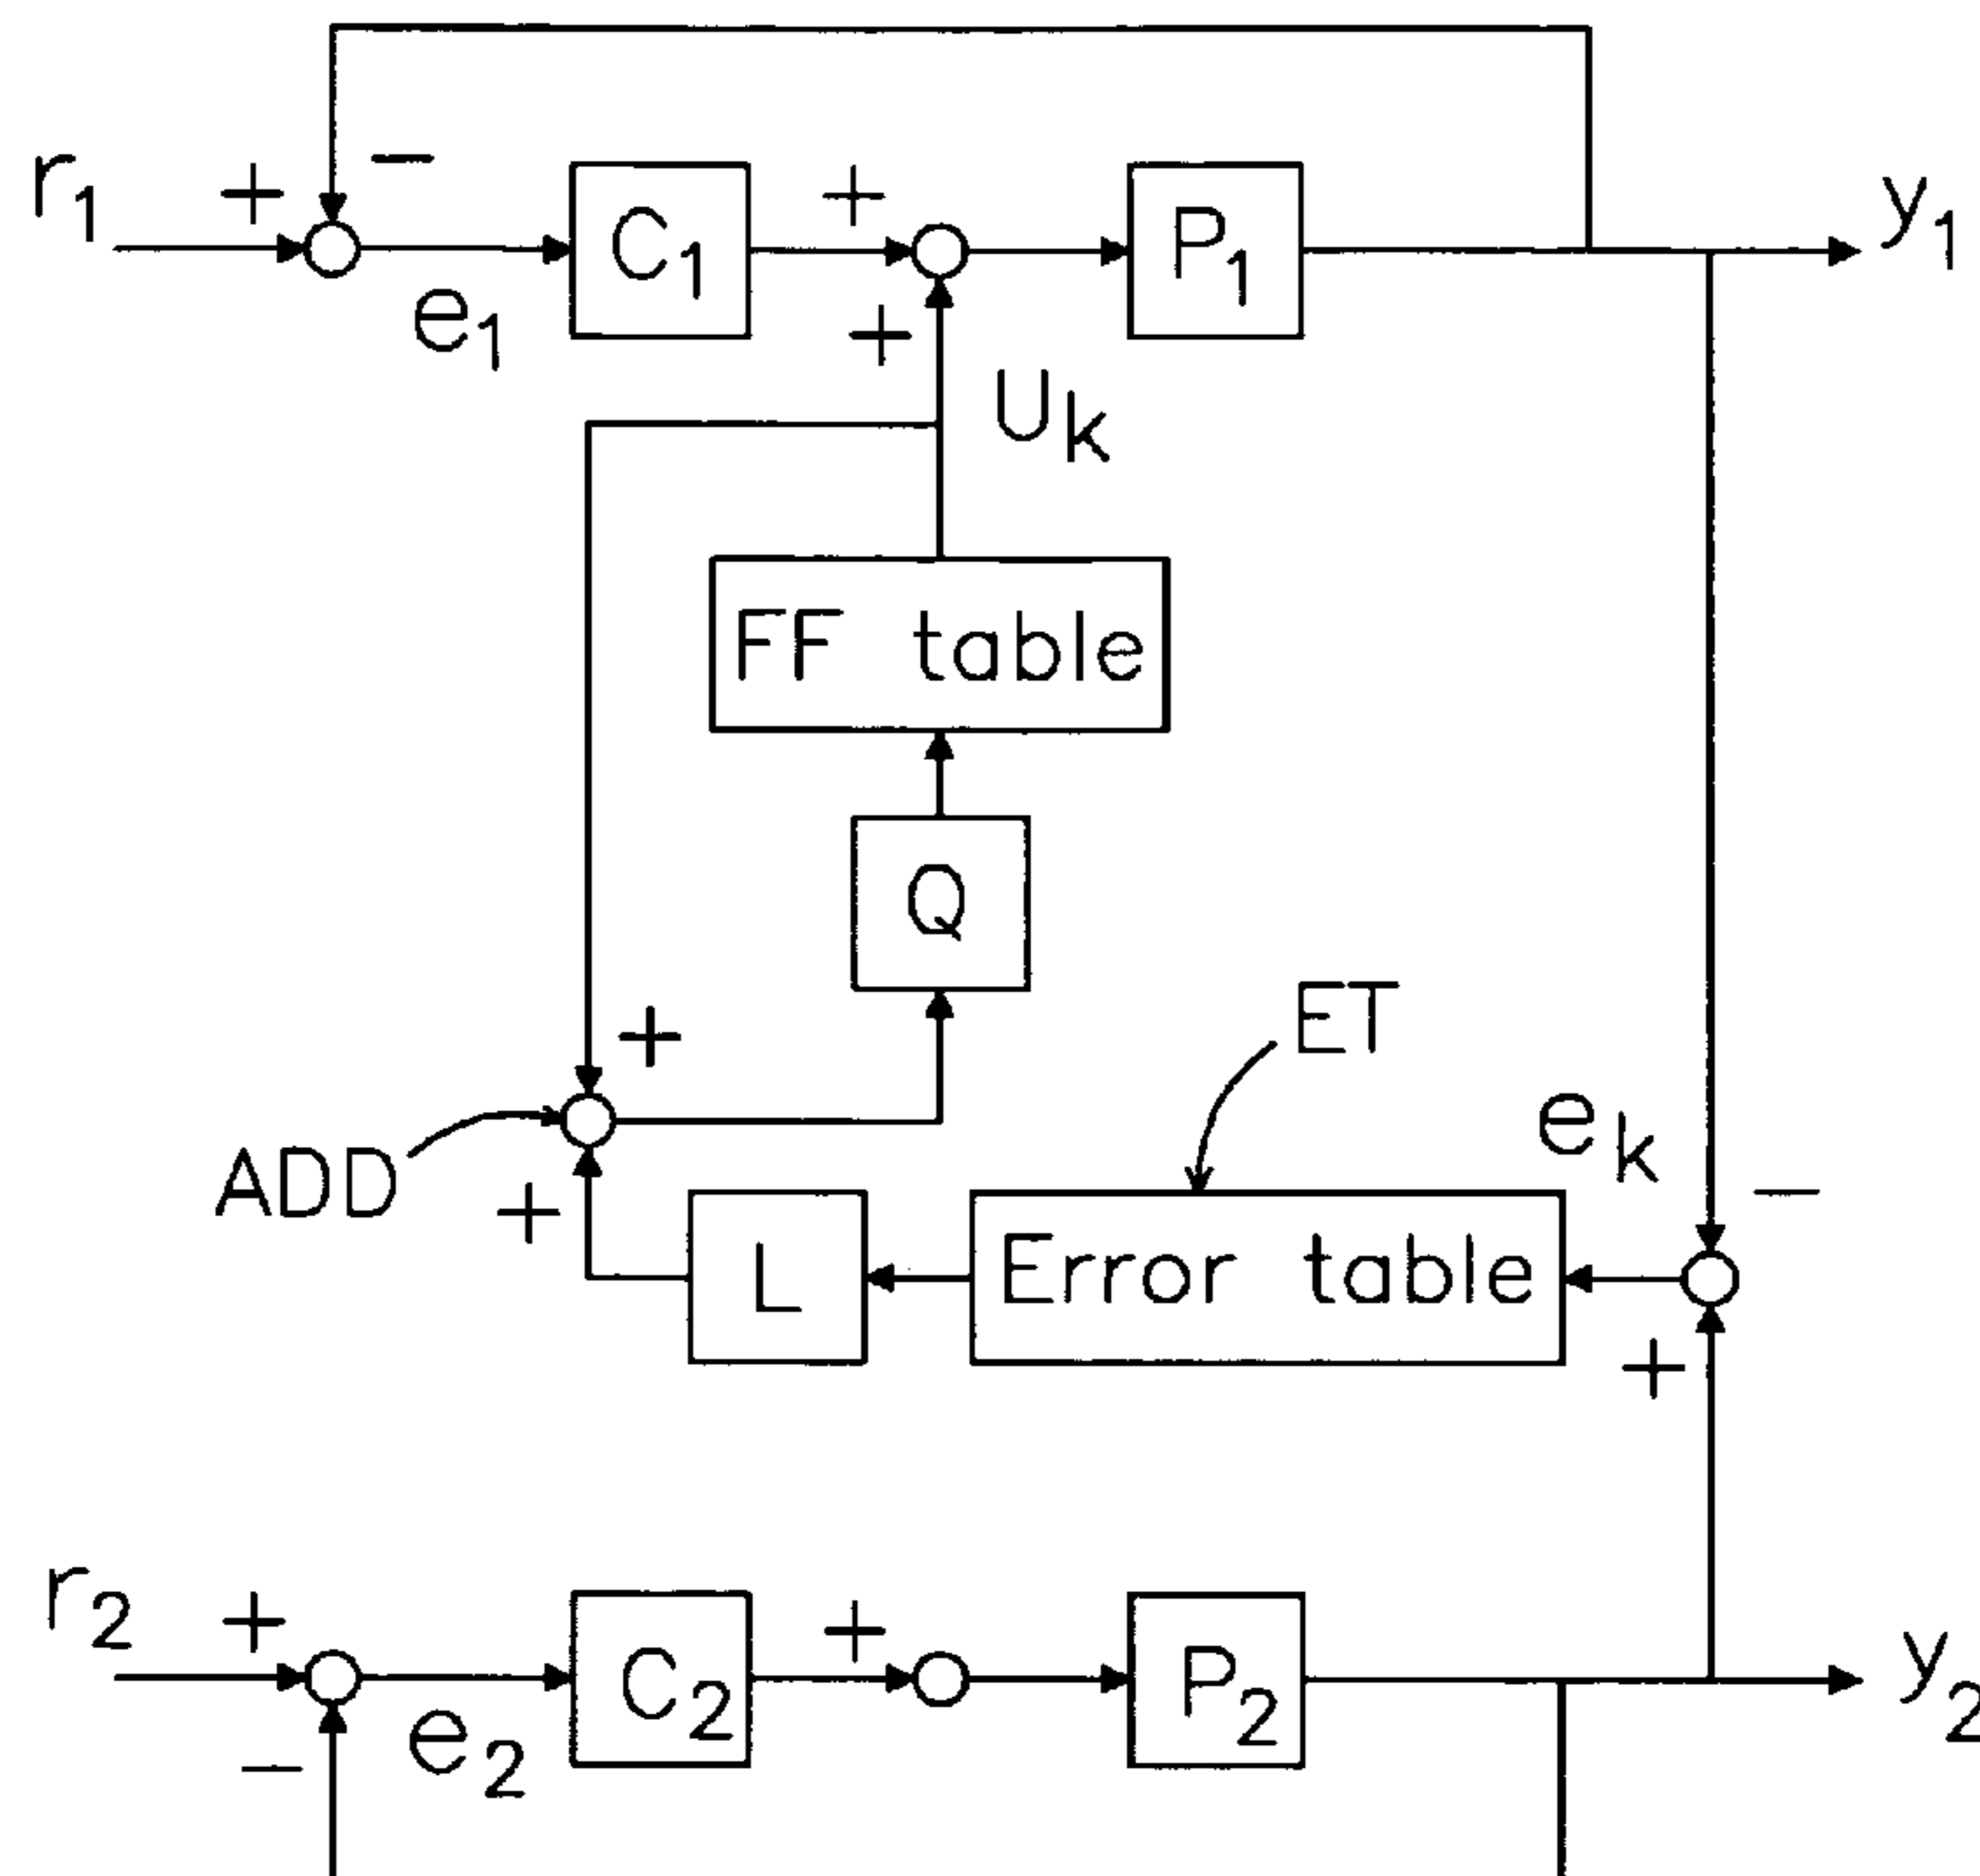 r1 + − C1 + P1 y1
e1 +
Uk
FF table
Q
+ ET
ADD + ek −
L Error table
+
r2 + C2 + P2 y2
− e2